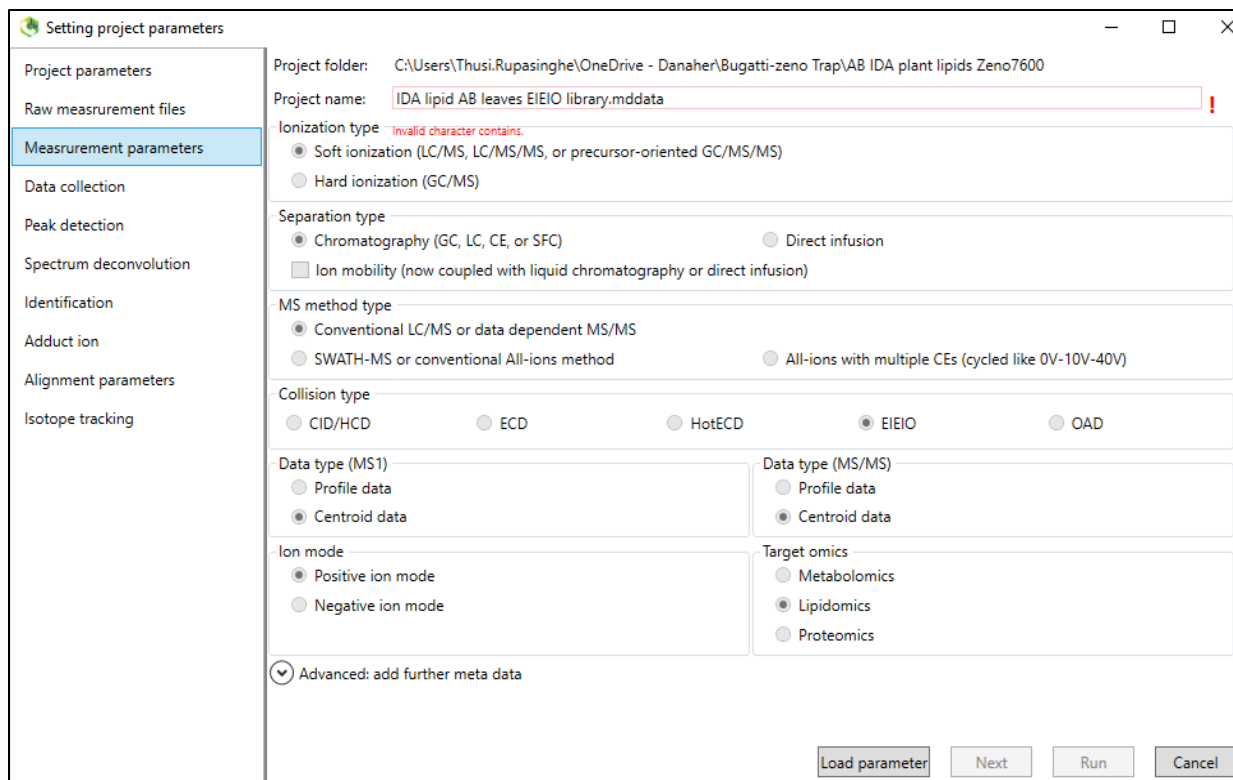 Setting project parameters
Project parameters
Raw measrurement files
Measrurement parameters
Data collection
Peak detection
Spectrum deconvolution
Identification
Adduct ion
Alignment parameters
Isotope tracking
Project folder: C:\Users\Thusi.Rupasinghe\OneDrive - Danaher\Bugatti-zeno Trap\AB IDA plant lipids Zeno7600
Project name: IDA lipid AB leaves EIEIO library.mddata !
Ionization type Invalid character contains.
Soft ionization (LC/MS, LC/MS/MS, or precursor-oriented GC/MS/MS)
Hard ionization (GC/MS)
Separation type
Chromatography (GC, LC, CE, or SFC) Direct infusion
Ion mobility (now coupled with liquid chromatography or direct infusion)
MS method type
Conventional LC/MS or data dependent MS/MS
SWATH-MS or conventional All-ions method All-ions with multiple CEs (cycled like 0V-10V-40V)
Collision type
CID/HCD ECD HotECD EIEIO OAD
Data type (MS1)
Profile data
Centroid data
Data type (MS/MS)
Profile data
Centroid data
Ion mode
Positive ion mode
Negative ion mode
Target omics
Metabolomics
Lipidomics
Proteomics
Advanced: add further meta data
Load parameter Next Run Cancel